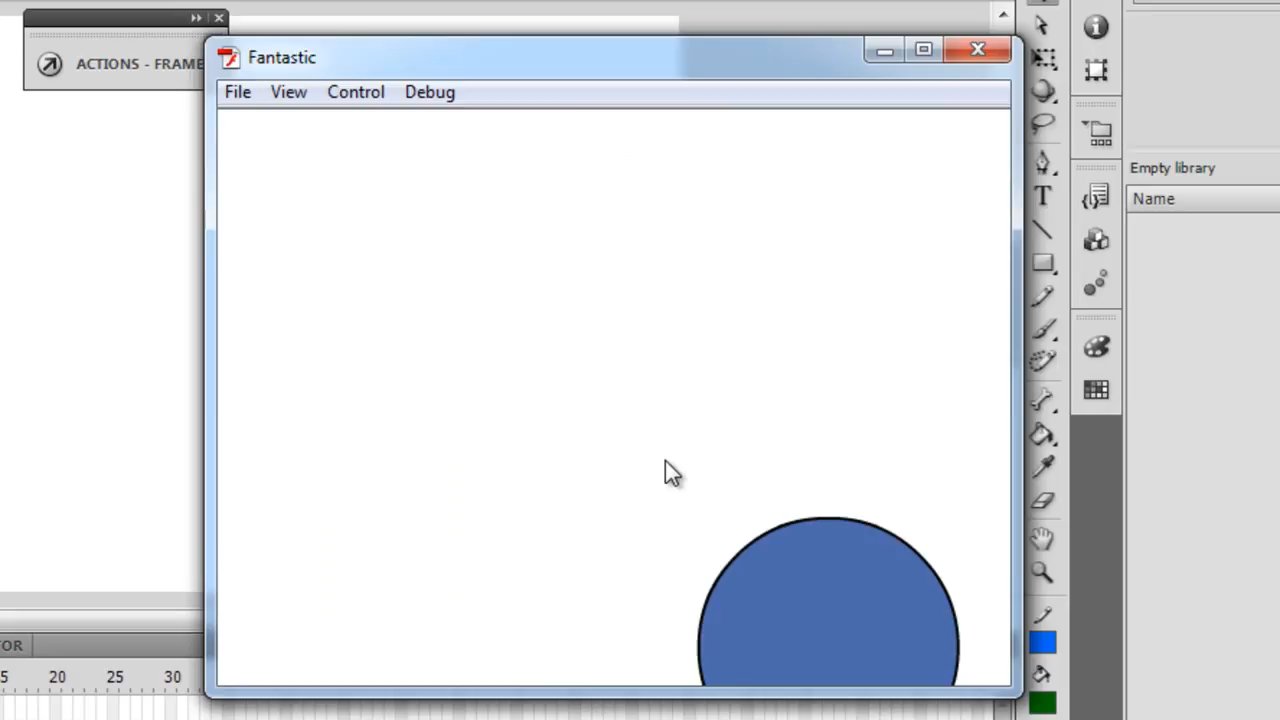 ACTIONS - FRAME
Fantastic
File View Control Debug
Empty library
Name
OR
5 20 25 30